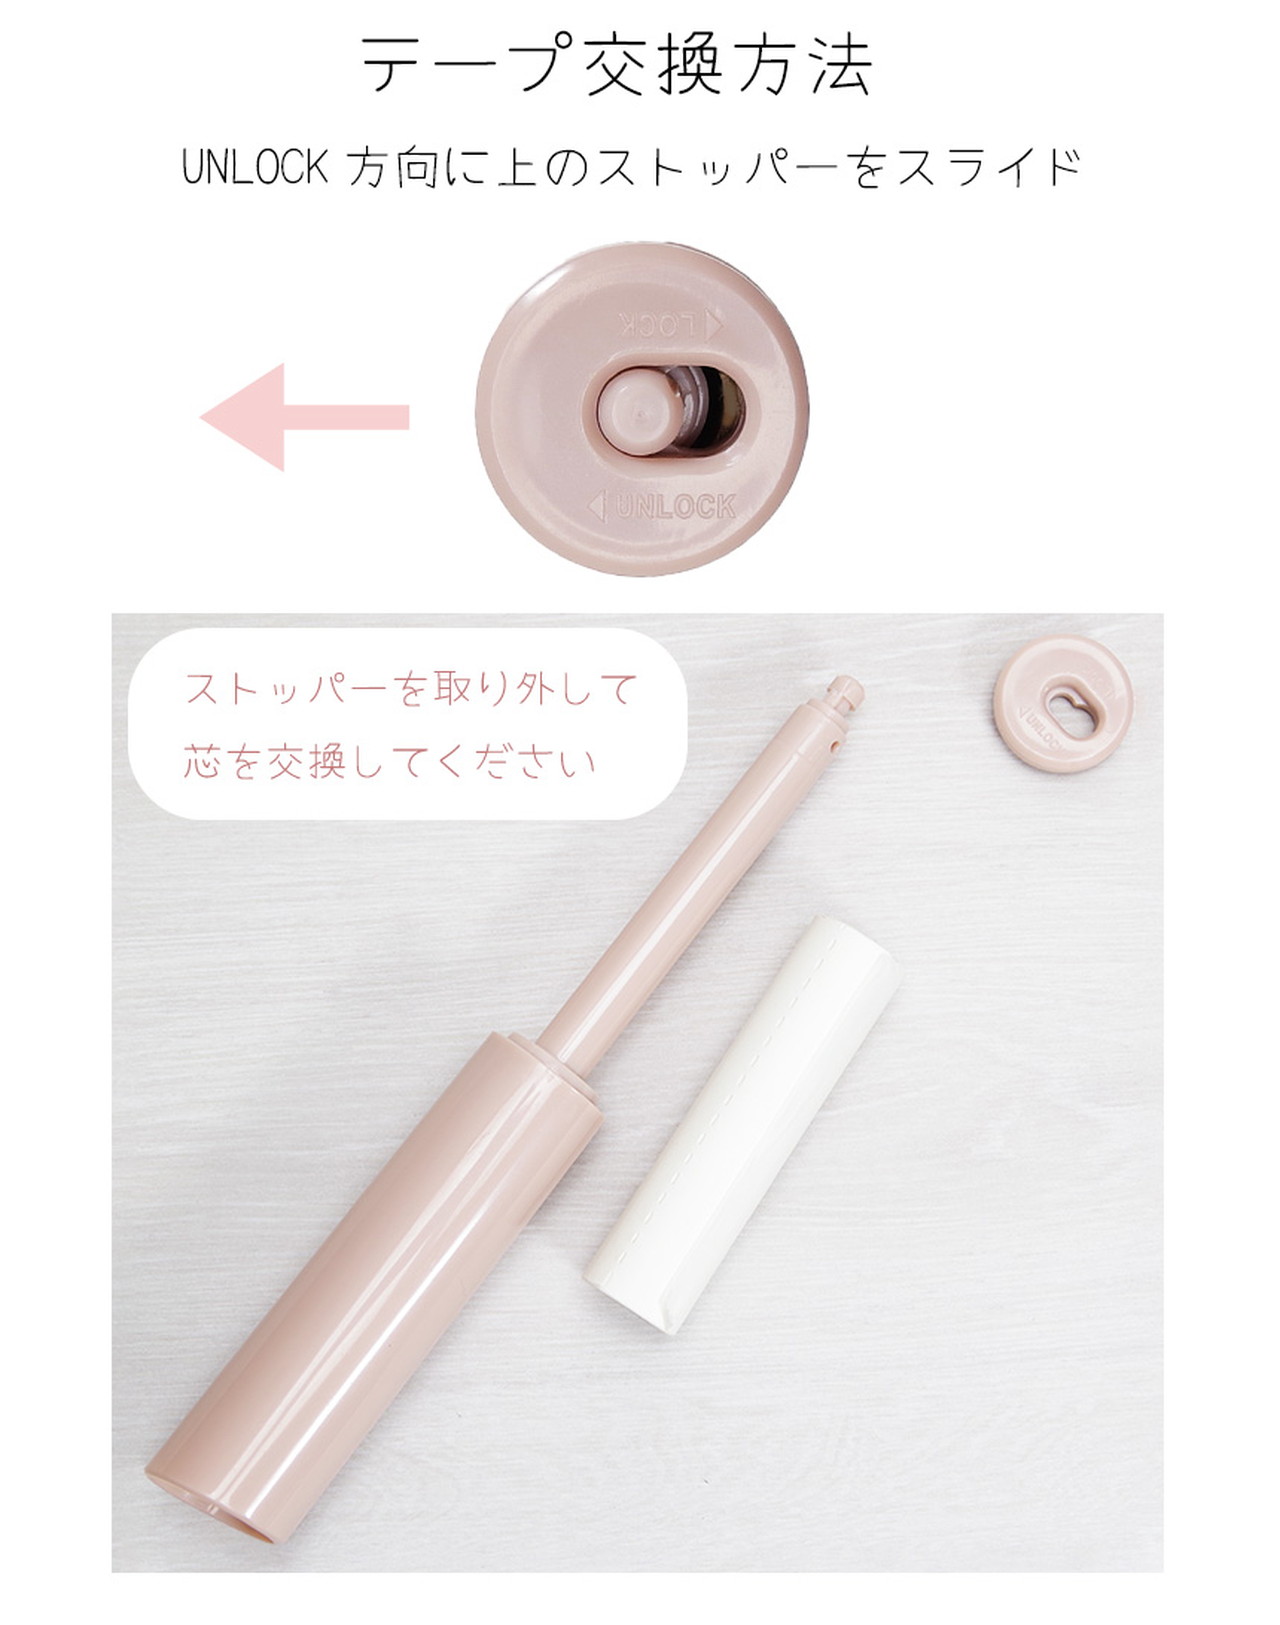 テープ交換方法
UNLOCK 方向に上のストッパーをスライド
LOCK
UNLOCK
ストッパーを取り外して
芯を交換してください
UNLOCK